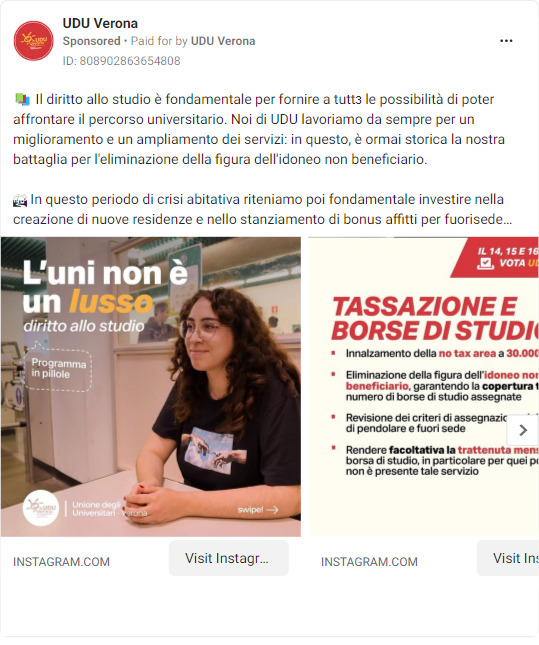 UDU Verona
Sponsored • Paid for by UDU Verona
ID: 808902863654808
Il diritto allo studio è fondamentale per fornire a tuttɜ le possibilità di poter
affrontare il percorso universitario. Noi di UDU lavoriamo da sempre per un
miglioramento e un ampliamento dei servizi: in questo, è ormai storica la nostra
battaglia per l'eliminazione della figura dell'idoneo non beneficiario.
In questo periodo di crisi abitativa riteniamo poi fondamentale investire nella
creazione di nuove residenze e nello stanziamento di bonus affitti per fuorisede...
L'uni non è
un lusso
diritto allo studio
Programma
in pillole
UDU
Unione degli
Universitari - Verona
swipe!
IL 14, 15 E 16
VOTA UD
TASSAZIONE E
BORSE DI STUDIO
Innalzamento della no tax area a 30.000
Eliminazione della figura dell'idoneo non
beneficiario, garantendo la copertura t
numero di borse di studio assegnate
Revisione dei criteri di assegnazio
di pendolare e fuori sede
Rendere facoltativa la trattenuta mens
borsa di studio, in particolare per quei po
non è presente tale servizio
INSTAGRAM.COM
Visit Instagr...
INSTAGRAM.COM
Visit Ins